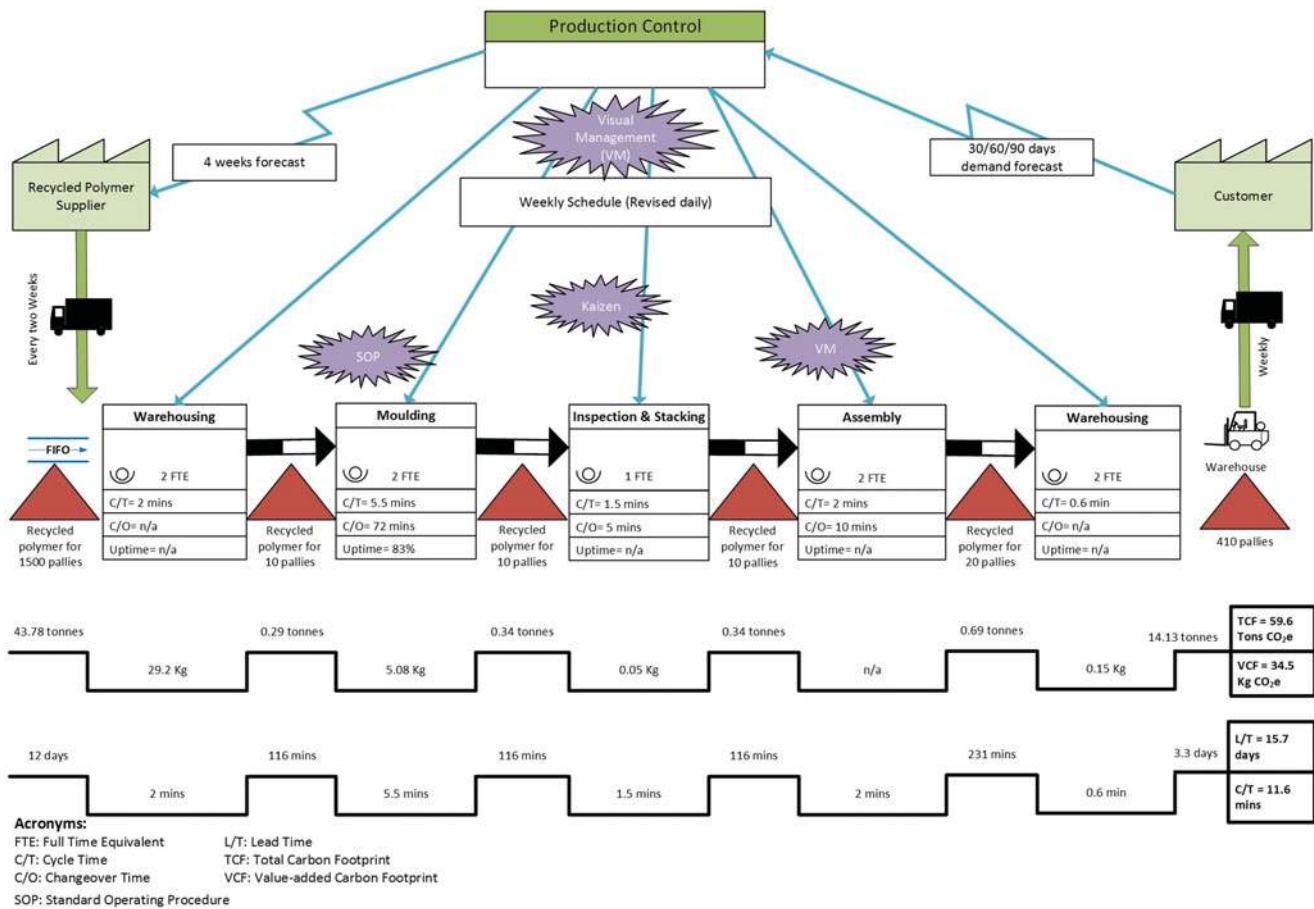 Production Control
Visual
Management
(VM)
4 weeks forecast
30/60/90 days
demand forecast
Recycled Polymer
Supplier
Weekly Schedule (Revised daily)
Customer
Every two Weeks
Kaizen
SOP
VM
Weekly
FIFO
Recycled
polymer for
1500 pallies
Warehousing
2 FTE
C/T= 2 mins
C/O= n/a
Uptime= n/a
Recycled
polymer for
10 pallies
Moulding
2 FTE
C/T= 5.5 mins
C/O= 72 mins
Uptime= 83%
Recycled
polymer for
10 pallies
Inspection & Stacking
1 FTE
C/T= 1.5 mins
C/O= 5 mins
Uptime= n/a
Recycled
polymer for
10 pallies
Assembly
2 FTE
C/T= 2 mins
C/O= 10 mins
Uptime= n/a
Recycled
polymer for
20 pallies
Warehousing
2 FTE
C/T= 0.6 min
C/O= n/a
Uptime= n/a
Warehouse
410 pallies
43.78 tonnes
0.29 tonnes
0.34 tonnes
0.34 tonnes
0.69 tonnes
14.13 tonnes
29.2 Kg
5.08 Kg
0.05 Kg
n/a
0.15 Kg
TCF = 59.6
Tons CO₂e
VCF = 34.5
Kg CO₂e
12 days
116 mins
116 mins
116 mins
231 mins
3.3 days
2 mins
5.5 mins
1.5 mins
2 mins
0.6 min
L/T = 15.7
days
C/T = 11.6
mins
Acronyms:
FTE: Full Time Equivalent
L/T: Lead Time
C/T: Cycle Time
TCF: Total Carbon Footprint
C/O: Changeover Time
VCF: Value-added Carbon Footprint
SOP: Standard Operating Procedure